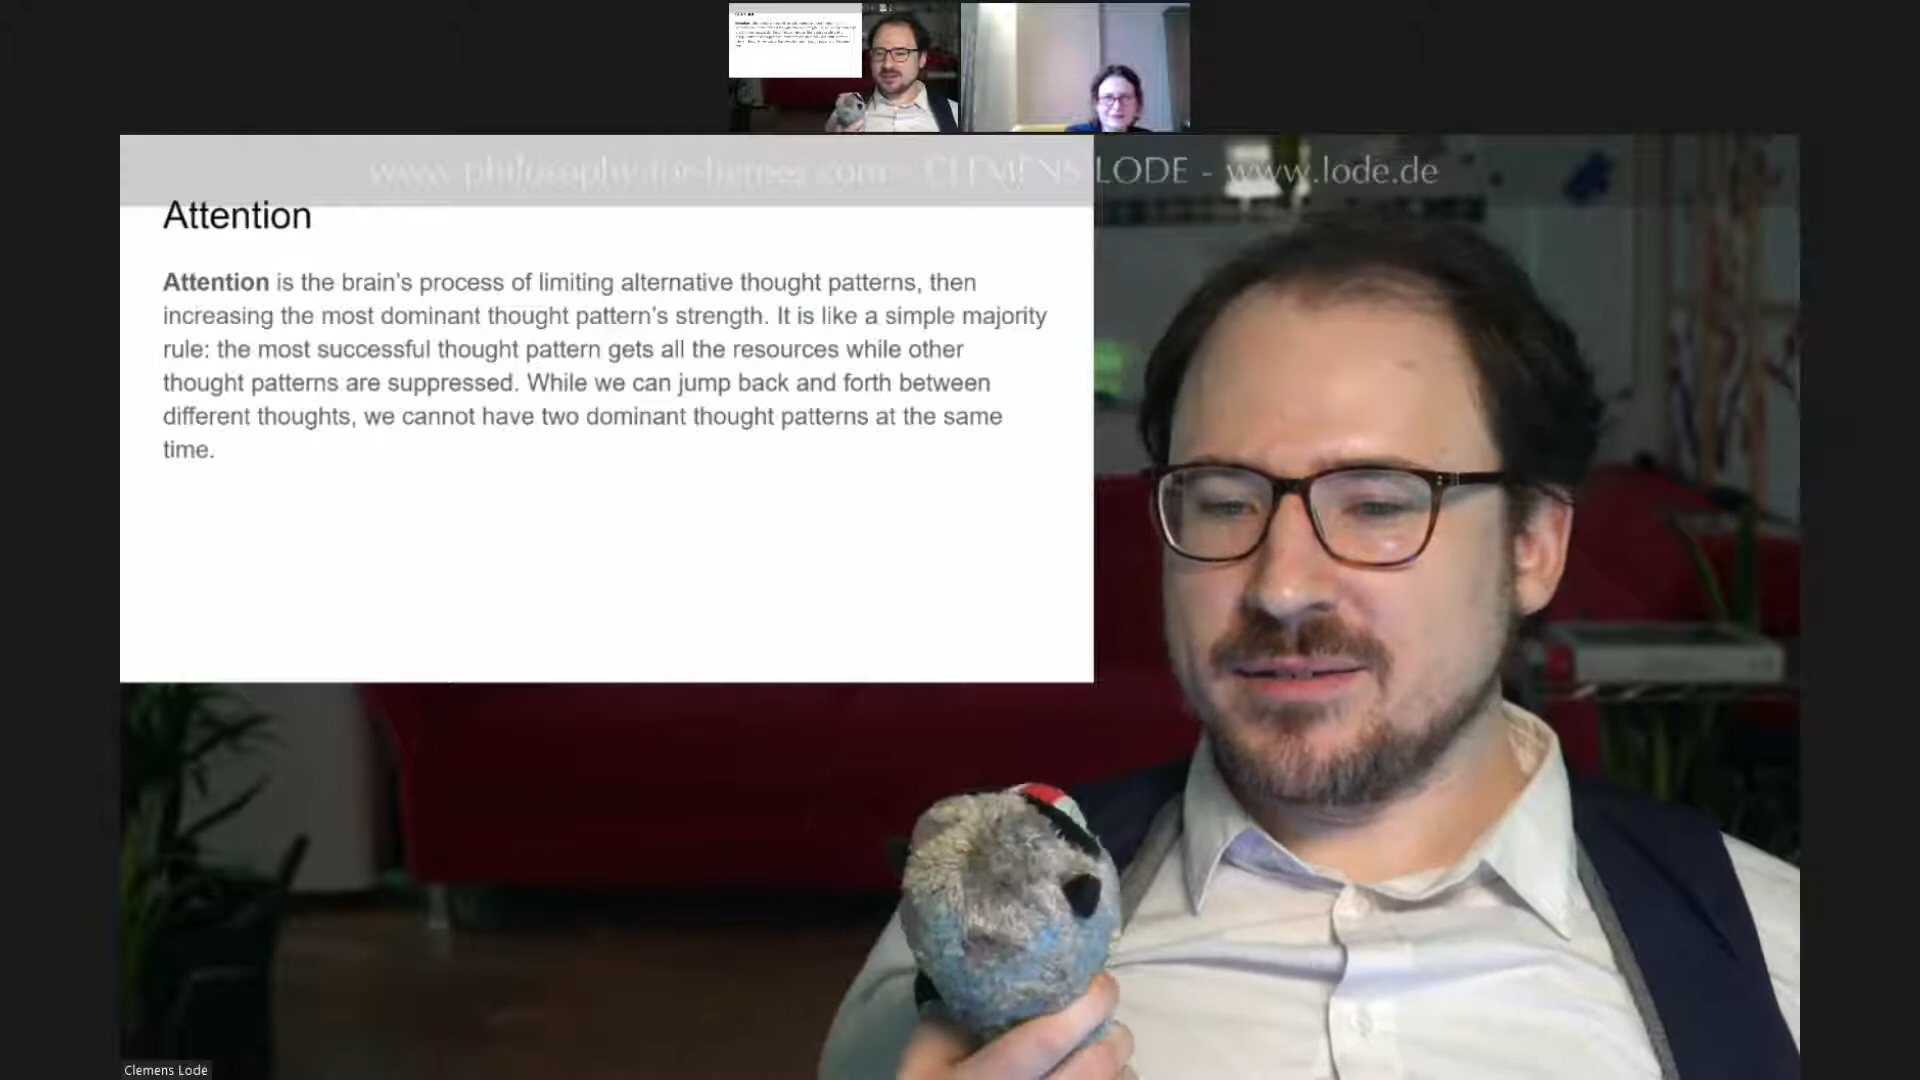 www.philosophy-for-heroes.com - CLEMENS LODE - www.lode.de
Attention
Attention is the brain's process of limiting alternative thought patterns, then
increasing the most dominant thought pattern's strength. It is like a simple majority
rule: the most successful thought pattern gets all the resources while other
thought patterns are suppressed. While we can jump back and forth between
different thoughts, we cannot have two dominant thought patterns at the same
time.
Clemens Lode